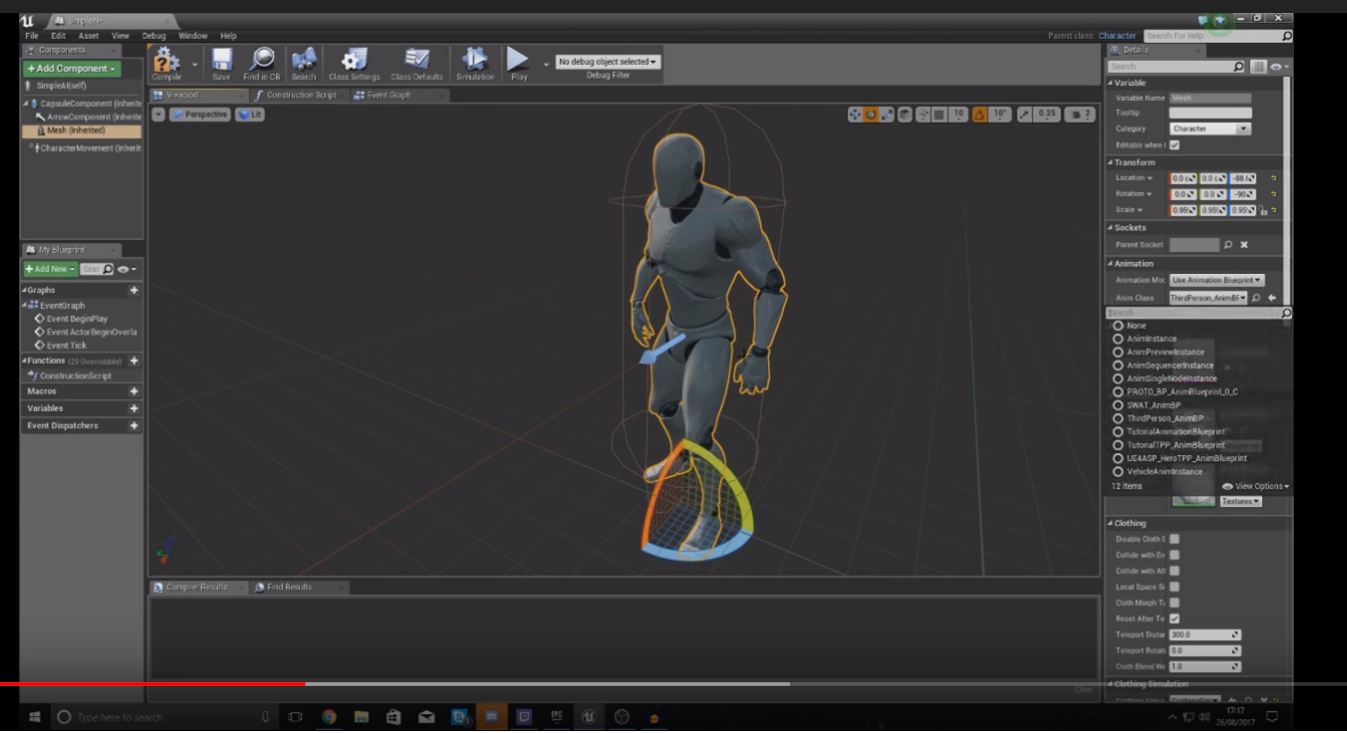 SimpleAI*
File Edit Asset View Debug Window Help
Parent class: Character
Search For Help
Components
+ Add Component
SimpleAI(self)
CapsuleComponent (Inherite
ArrowComponent (Inherite
Mesh (Inherited)
CharacterMovement (Inherit
Compile
Save
Find in CB
Search
Class Settings
Class Defaults
Simulation
Play
No debug object selected
Debug Filter
Viewport
Construction Script
Event Graph
Perspective
Lit
10
10°
0.25
2
My Blueprint
+ Add New
Sear
Graphs
EventGraph
Event BeginPlay
Event ActorBeginOverla
Event Tick
Functions (29 Overridable)
ConstructionScript
Macros
Variables
Event Dispatchers
Compiler Results
Find Results
Clear
Details
Search
Variable
Variable Name Mesh
Tooltip
Category Character
Editable when I
Transform
Location 0.0 c 0.0 c -88.
Rotation 0.0 0.0 -90
Scale 0.95 0.95 0.95
Sockets
Parent Socket
Animation
Animation Moc Use Animation Blueprint
Anim Class ThirdPerson_AnimBF
Search
None
AnimInstance
AnimPreviewInstance
AnimSequencerInstance
AnimSingleNodeInstance
PROTO_BP_AnimBlueprint_0_C
SWAT_AnimBP
ThirdPerson_AnimBP
TutorialAnimationBlueprint
TutorialTPP_AnimBlueprint
UE4ASP_HeroTPP_AnimBlueprint
VehicleAnimInstance
12 items
View Options
Textures
Clothing
Disable Cloth S
Collide with En
Collide with Att
Local Space Si
Cloth Morph Ta
Reset After Te
Teleport Distar 300.0
Teleport Rotati 0.0
Cloth Blend We 1.0
Clothing Simulation
Type here to search
17:17
26/08/2017